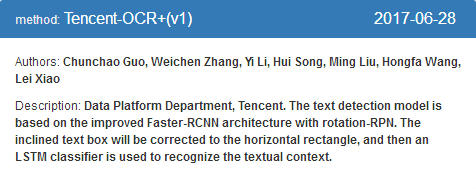 method: Tencent-OCR+(v1) 2017-06-28
Authors: Chunchao Guo, Weichen Zhang, Yi Li, Hui Song, Ming Liu, Hongfa Wang,
Lei Xiao
Description: Data Platform Department, Tencent. The text detection model is
based on the improved Faster-RCNN architecture with rotation-RPN. The
inclined text box will be corrected to the horizontal rectangle, and then an
LSTM classifier is used to recognize the textual context.